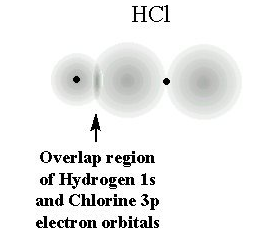 HCl
Overlap region
of Hydrogen 1s
and Chlorine 3p
electron orbitals